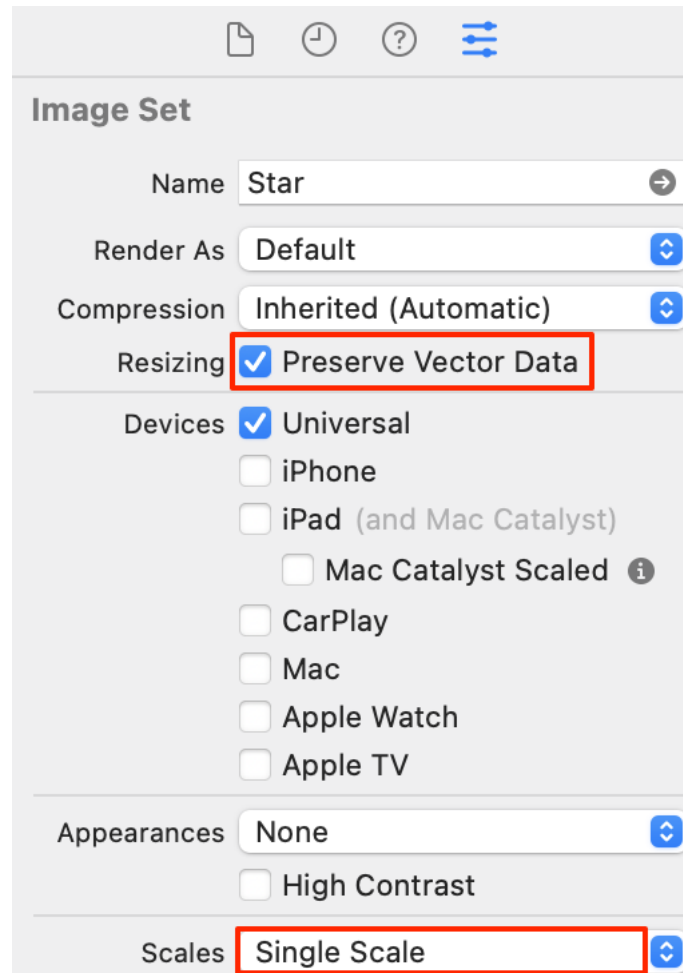 Image Set
Name Star
Render As Default
Compression Inherited (Automatic)
Resizing Preserve Vector Data
Devices Universal
iPhone
iPad (and Mac Catalyst)
Mac Catalyst Scaled
CarPlay
Mac
Apple Watch
Apple TV
Appearances None
High Contrast
Scales Single Scale